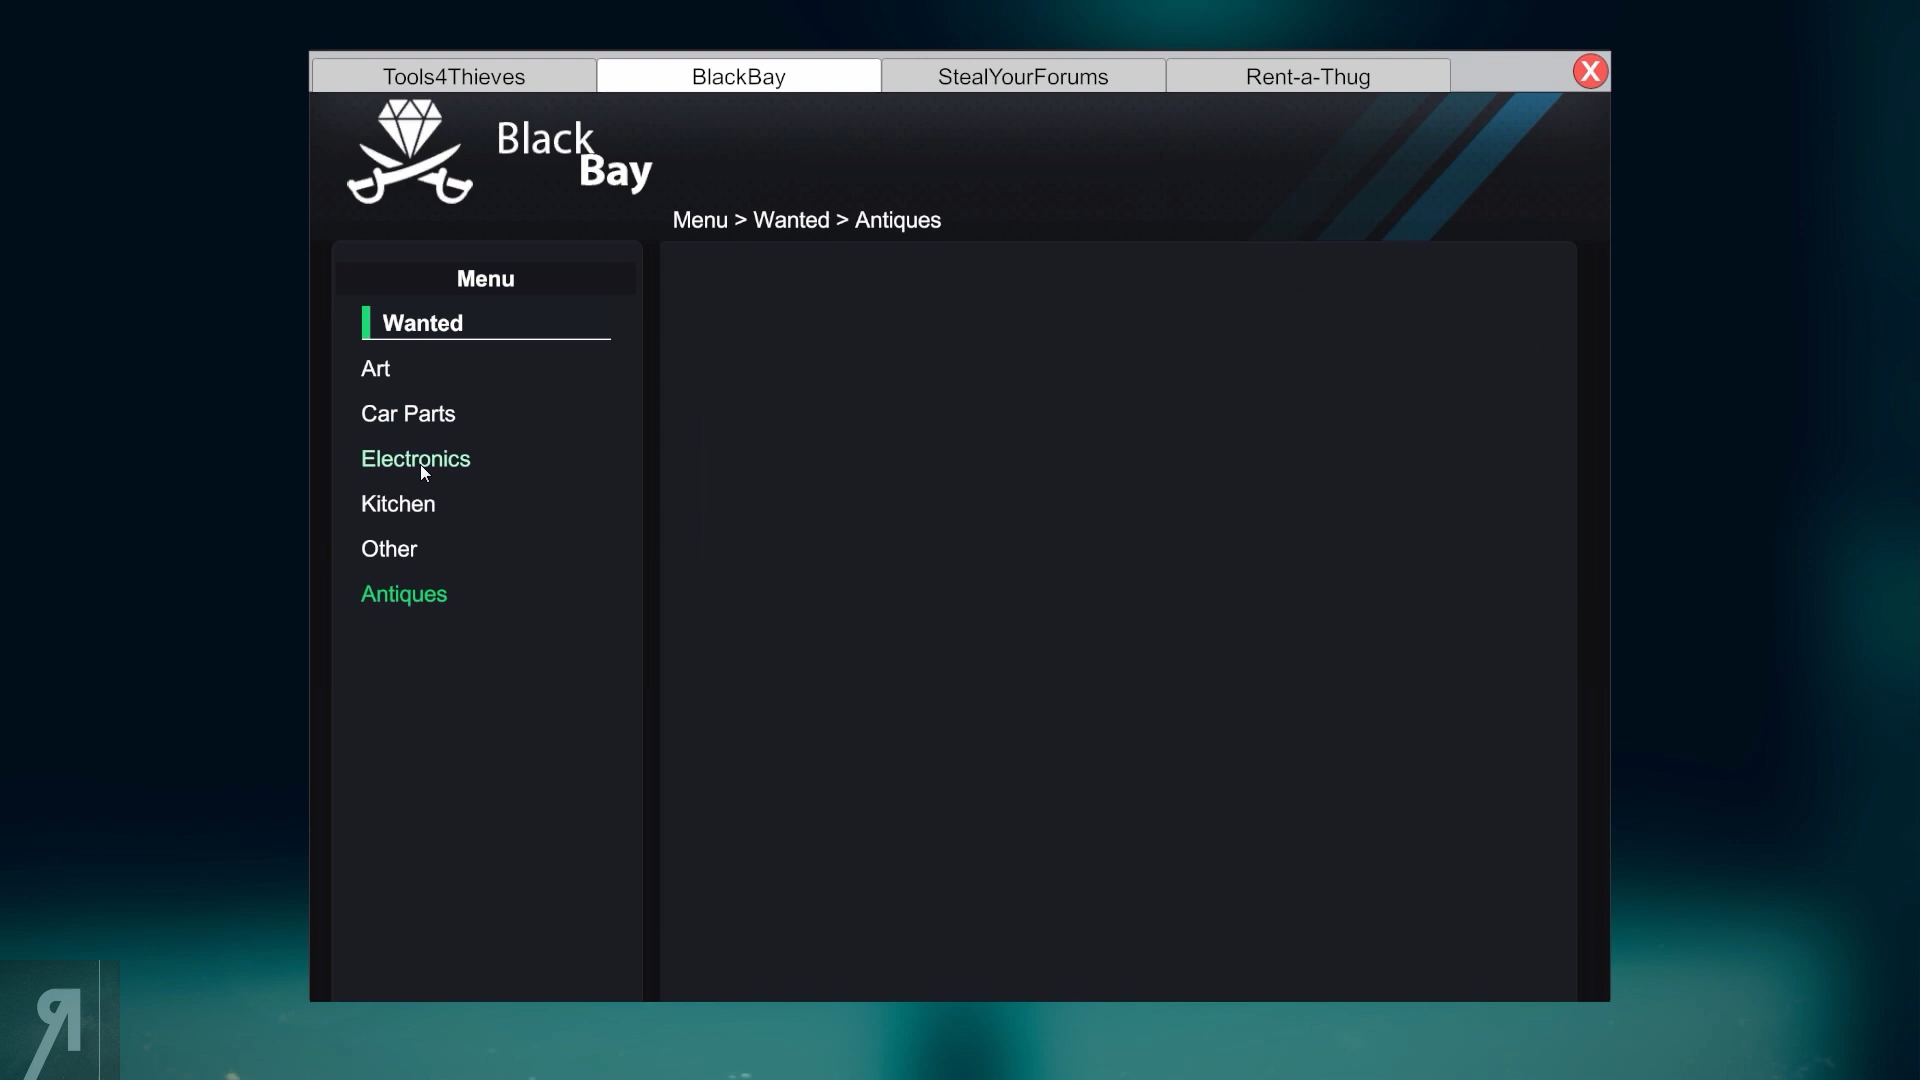 Tools4Thieves
BlackBay
StealYourForums
Rent-a-Thug
X
Black
Bay
Menu > Wanted > Antiques
Menu
Wanted
Art
Car Parts
Electronics
Kitchen
Other
Antiques